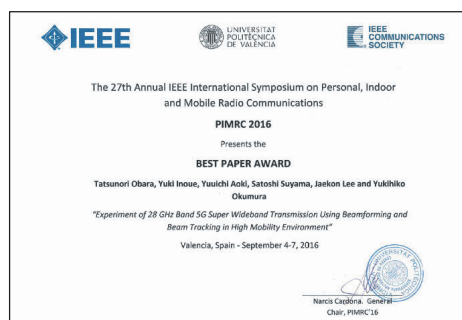 IEEE
UNIVERSITAT
POLITÈCNICA
DE VALÈNCIA
IEEE
COMMUNICATIONS
SOCIETY
The 27th Annual IEEE International Symposium on Personal, Indoor
and Mobile Radio Communications
PIMRC 2016
Presents the
BEST PAPER AWARD
Tatsunori Obara, Yuki Inoue, Yuuichi Aoki, Satoshi Suyama, Jaekon Lee and Yukihiko
Okumura
"Experiment of 28 GHz Band 5G Super Wideband Transmission Using Beamforming and
Beam Tracking in High Mobility Environment"
Valencia, Spain - September 4-7, 2016
Narcis Cardona. General
Chair, PIMRC'16